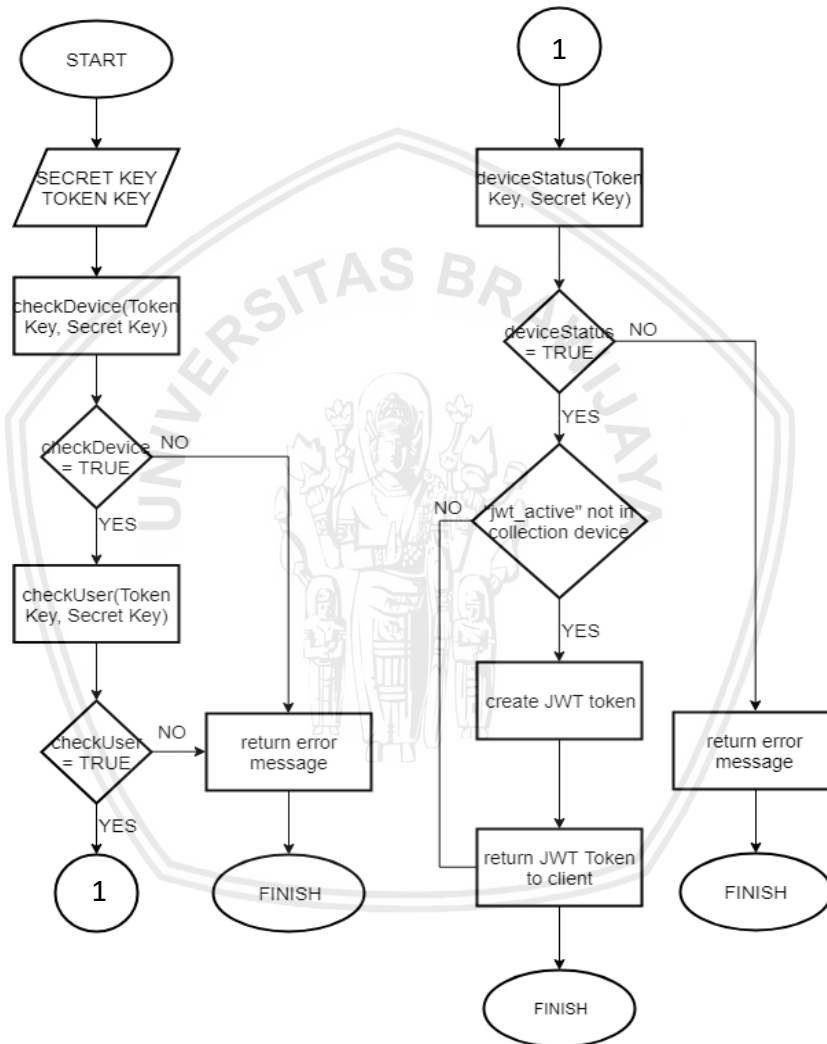 START
SECRET KEY
TOKEN KEY
checkDevice(Token
Key, Secret Key)
checkDevice
= TRUE
NO
YES
checkUser(Token
Key, Secret Key)
checkUser
= TRUE
NO
YES
return error
message
1
FINISH
1
deviceStatus(Token
Key, Secret Key)
deviceStatus
= TRUE
NO
YES
"jwt_active" not in
collection device
NO
YES
create JWT token
return JWT Token
to client
FINISH
return error
message
FINISH
UNIVERSITAS BRAWIJAYA